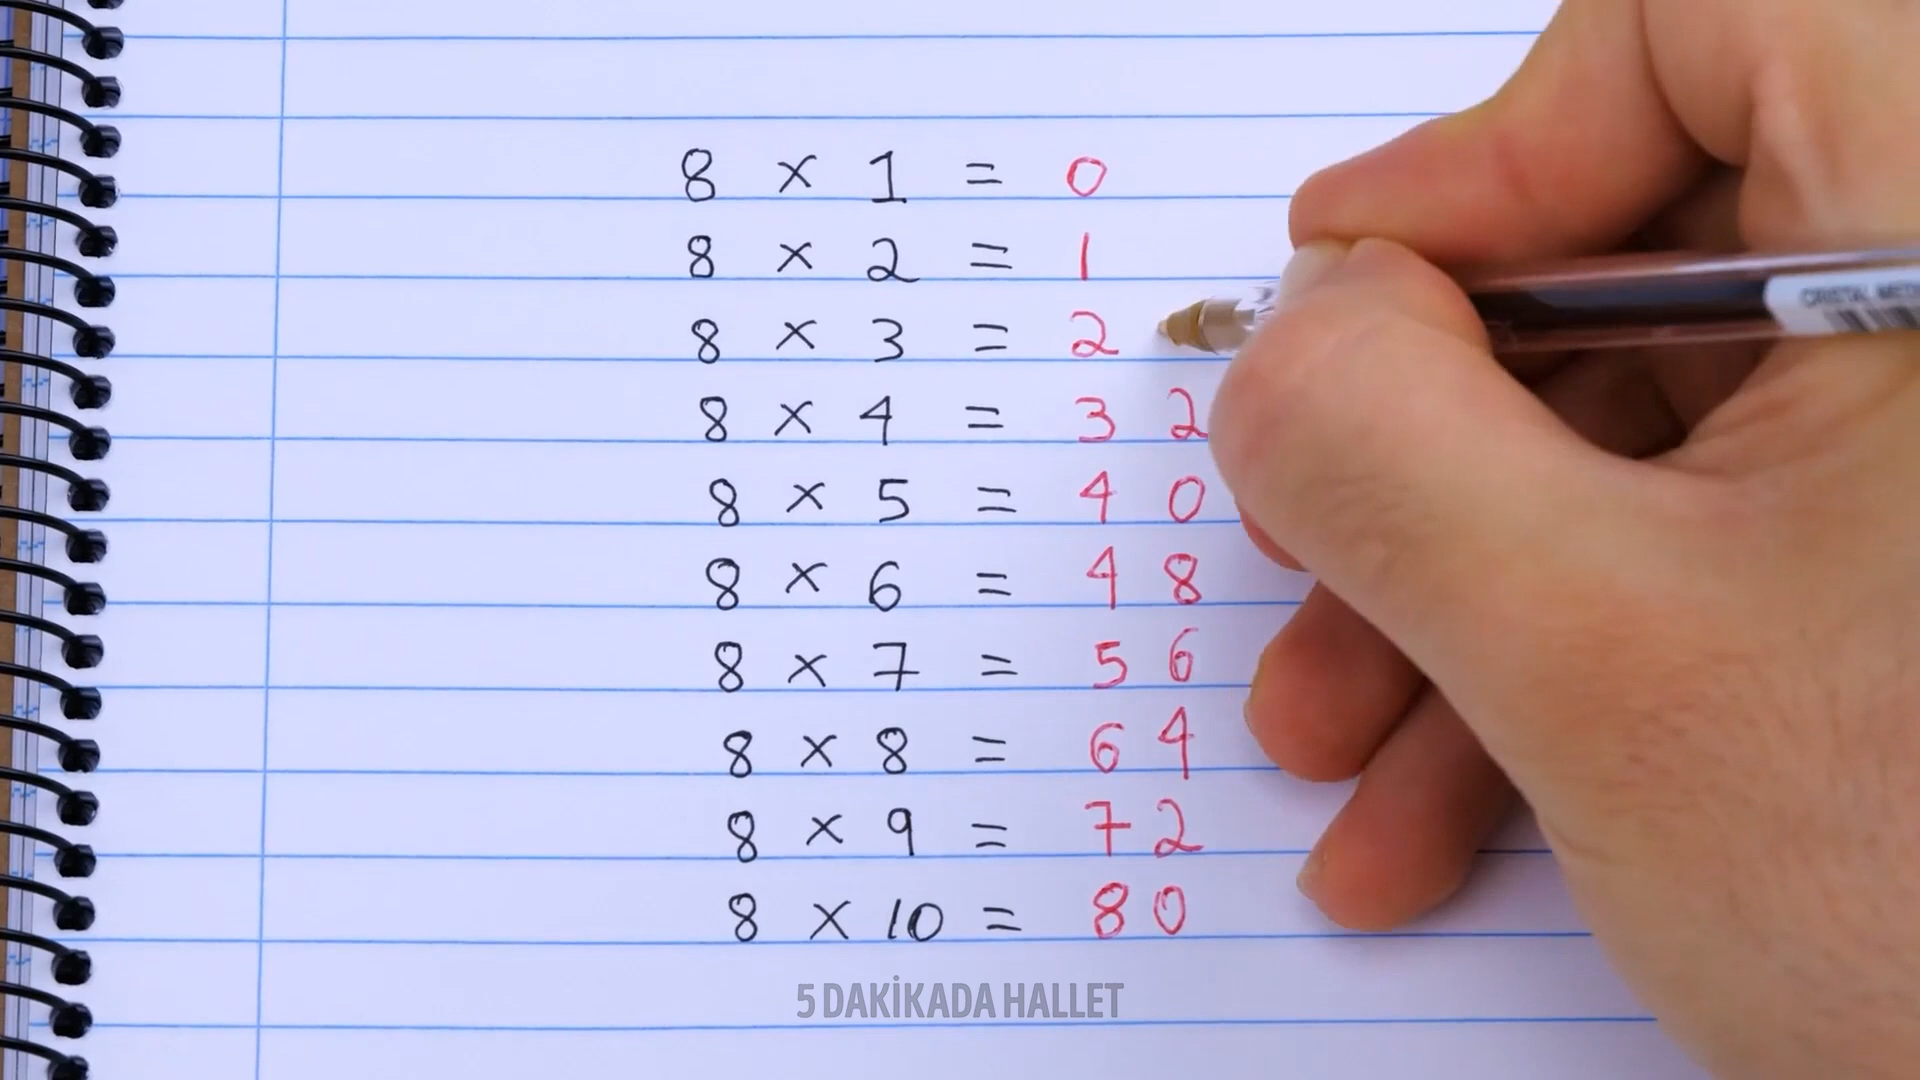 8 × 1 = 0
8 × 2 = 1
8 × 3 = 2
8 × 4 = 3 2
8 × 5 = 4 0
8 × 6 = 4 8
8 × 7 = 5 6
8 × 8 = 6 4
8 × 9 = 7 2
8 × 10 = 8 0
5 DAKİKADA HALLET